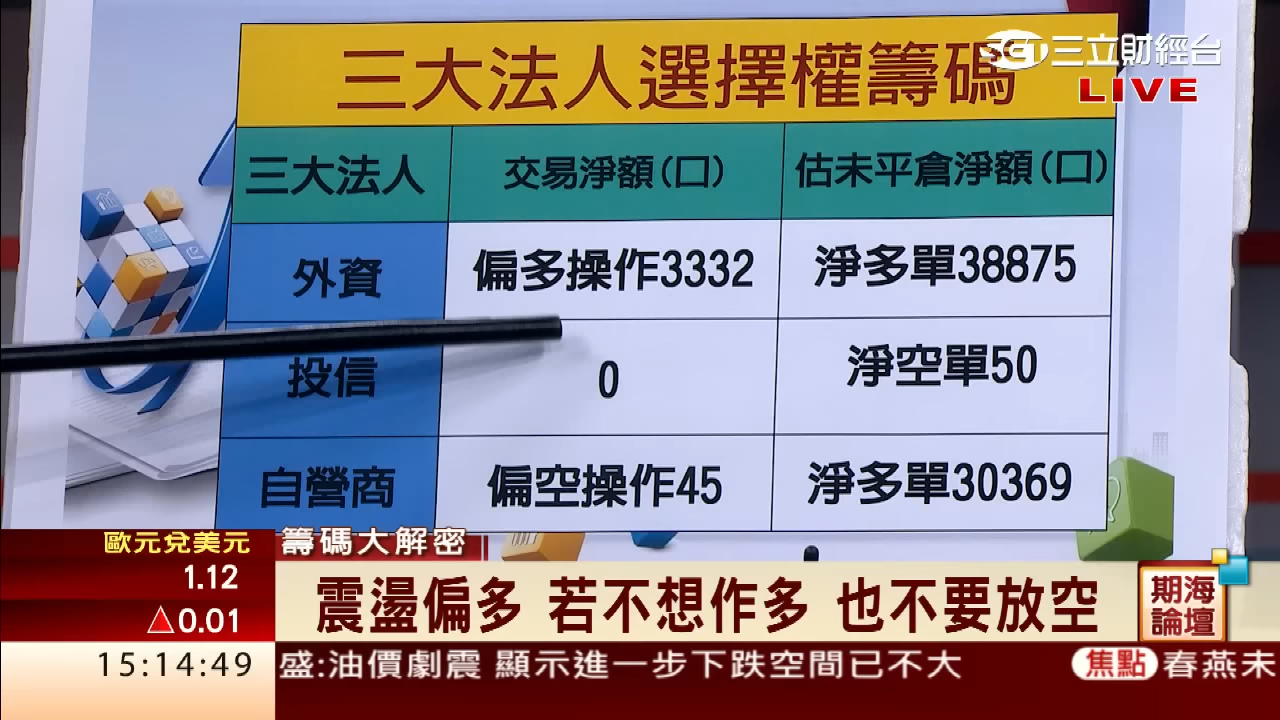 三大法人選擇權籌碼
三立財經台
LIVE
三大法人 交易淨額(口) 估未平倉淨額(口)
外資 偏多操作3332 淨多單38875
投信 0 淨空單50
自營商 偏空操作45 淨多單30369
歐元兌美元
1.12
△0.01
籌碼大解密
震盪偏多 若不想作多 也不要放空
期海
論壇
15:14:49
盛:油價劇震 顯示進一步下跌空間已不大
焦點 春燕未